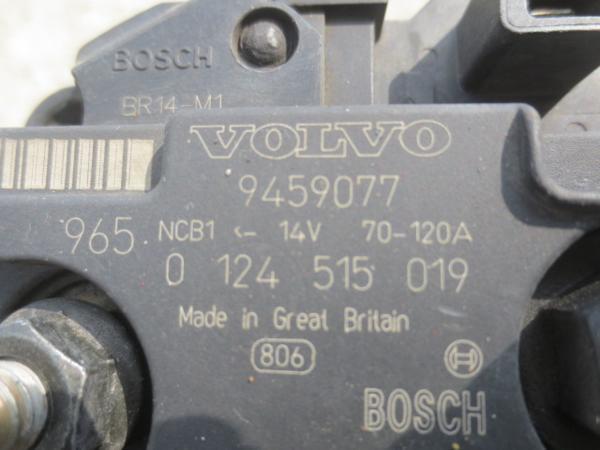 BOSCH
BR14-M1
VOLVO
9459077
965 NCB1 <- 14V 70-120A
0 124 515 019
Made in Great Britain
806
BOSCH